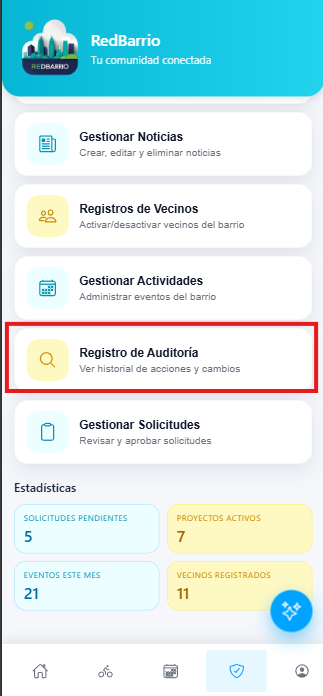 RedBarrio
Tu comunidad conectada
REDBARRIO
Gestionar Noticias
Crear, editar y eliminar noticias
Registros de Vecinos
Activar/desactivar vecinos del barrio
Gestionar Actividades
Administrar eventos del barrio
Registro de Auditoría
Ver historial de acciones y cambios
Gestionar Solicitudes
Revisar y aprobar solicitudes
Estadísticas
SOLICITUDES PENDIENTES
5
PROYECTOS ACTIVOS
7
EVENTOS ESTE MES
21
VECINOS REGISTRADOS
11